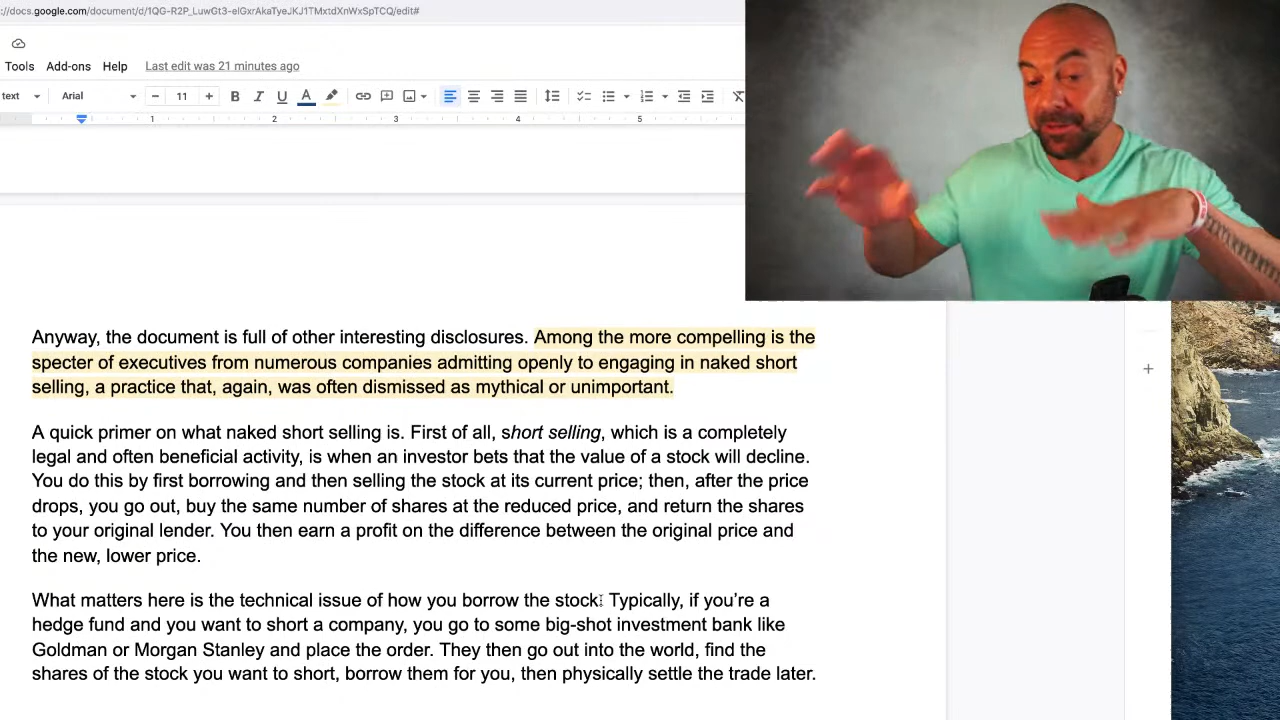 ://docs.google.com/document/d/1QG-R2P_LuwGt3-elGxrAkaTyeJKJ1TMxtdXnWxSpTCQ/edit#
Tools Add-ons Help Last edit was 21 minutes ago
text Arial 11 B I U A
1 2 3 4 5
Anyway, the document is full of other interesting disclosures. Among the more compelling is the
specter of executives from numerous companies admitting openly to engaging in naked short
selling, a practice that, again, was often dismissed as mythical or unimportant.
A quick primer on what naked short selling is. First of all, short selling, which is a completely
legal and often beneficial activity, is when an investor bets that the value of a stock will decline.
You do this by first borrowing and then selling the stock at its current price; then, after the price
drops, you go out, buy the same number of shares at the reduced price, and return the shares
to your original lender. You then earn a profit on the difference between the original price and
the new, lower price.
What matters here is the technical issue of how you borrow the stock. Typically, if you’re a
hedge fund and you want to short a company, you go to some big-shot investment bank like
Goldman or Morgan Stanley and place the order. They then go out into the world, find the
shares of the stock you want to short, borrow them for you, then physically settle the trade later.